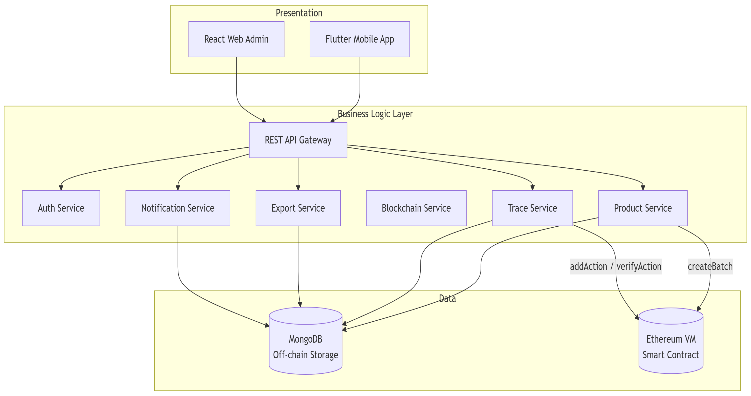 Presentation
React Web Admin
Flutter Mobile App
Business Logic Layer
REST API Gateway
Auth Service
Notification Service
Export Service
Blockchain Service
Trace Service
Product Service
addAction / verifyAction
createBatch
Data
MongoDB
Off-chain Storage
Ethereum VM
Smart Contract